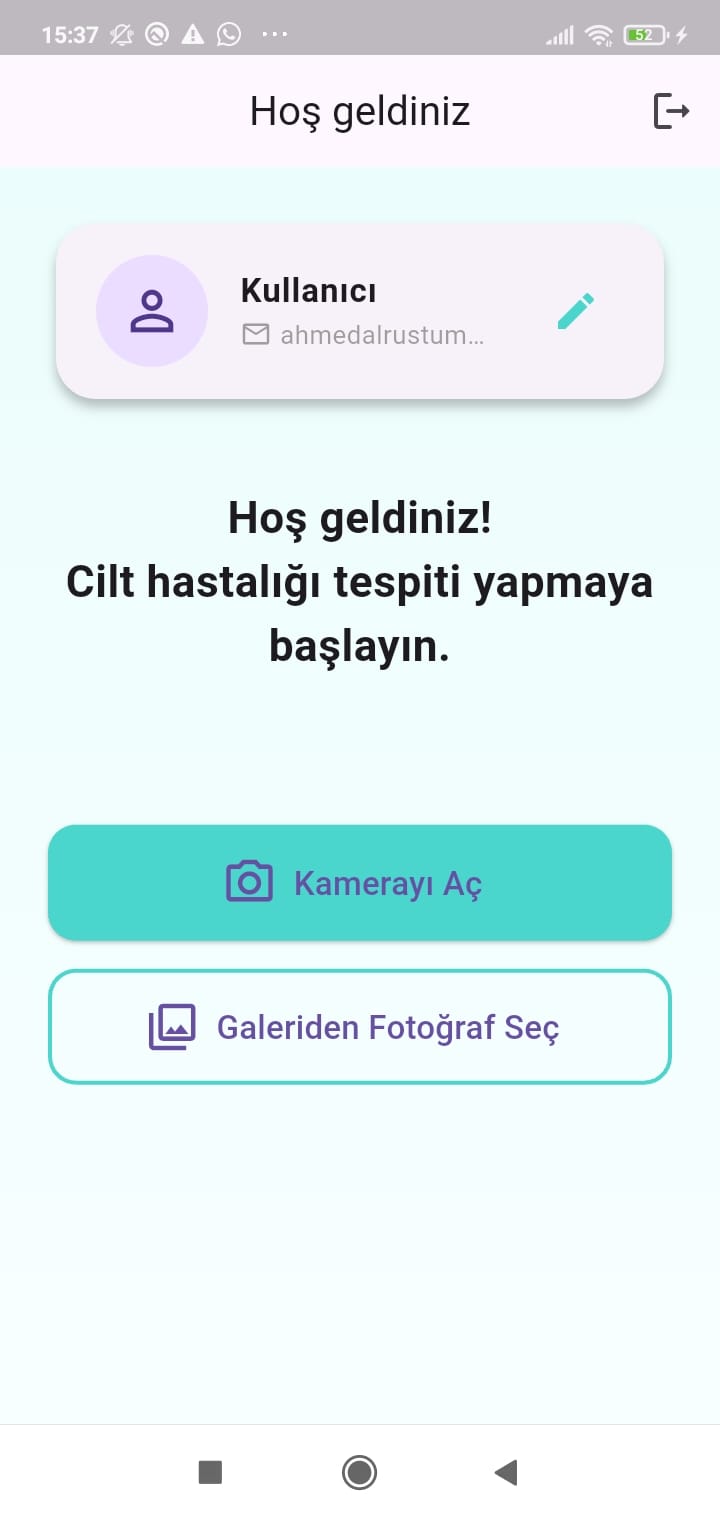 15:37
52
Hoş geldiniz
Kullanıcı
ahmedalrustum...
Hoş geldiniz!
Cilt hastalığı tespiti yapmaya
başlayın.
Kamerayı Aç
Galeriden Fotoğraf Seç